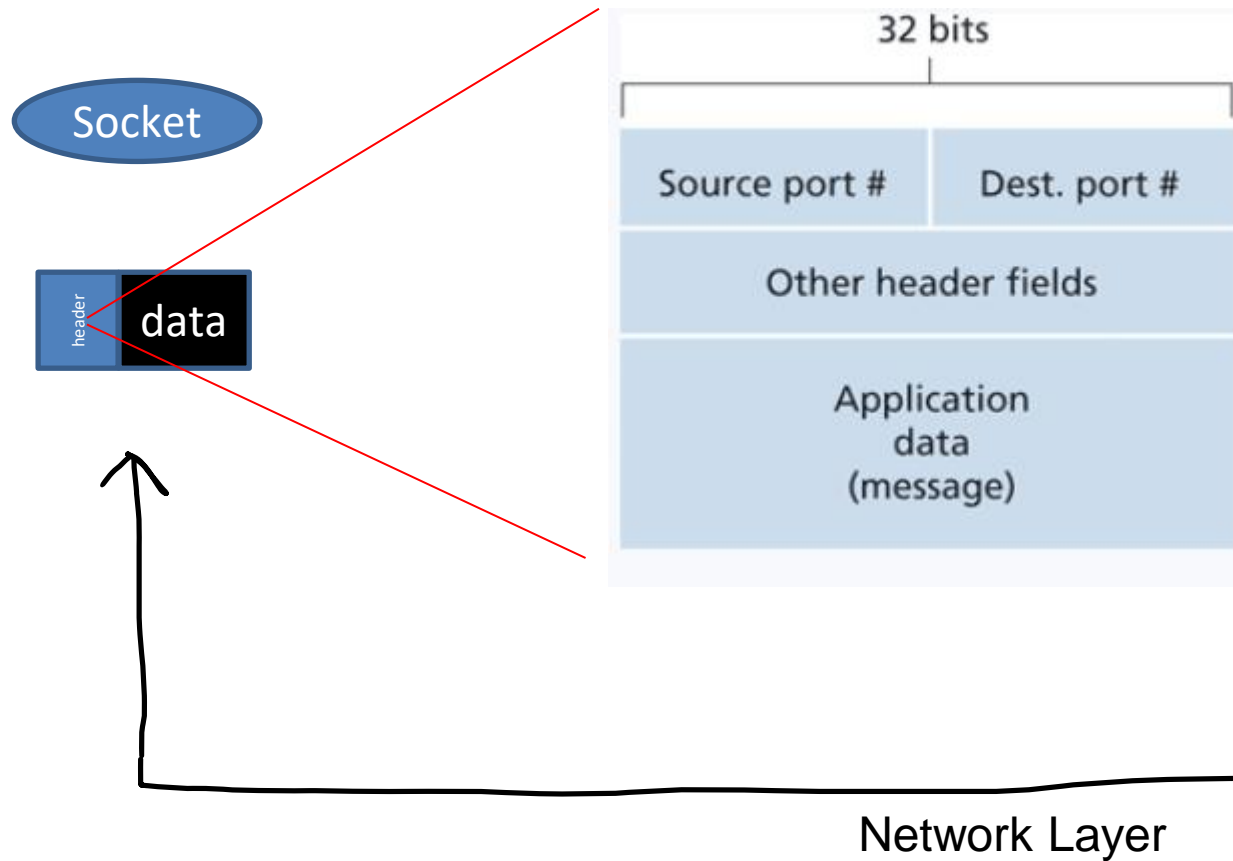 32 bits
Socket
Source port # Dest. port #
Other header fields
header
data
Application
data
(message)
Network Layer